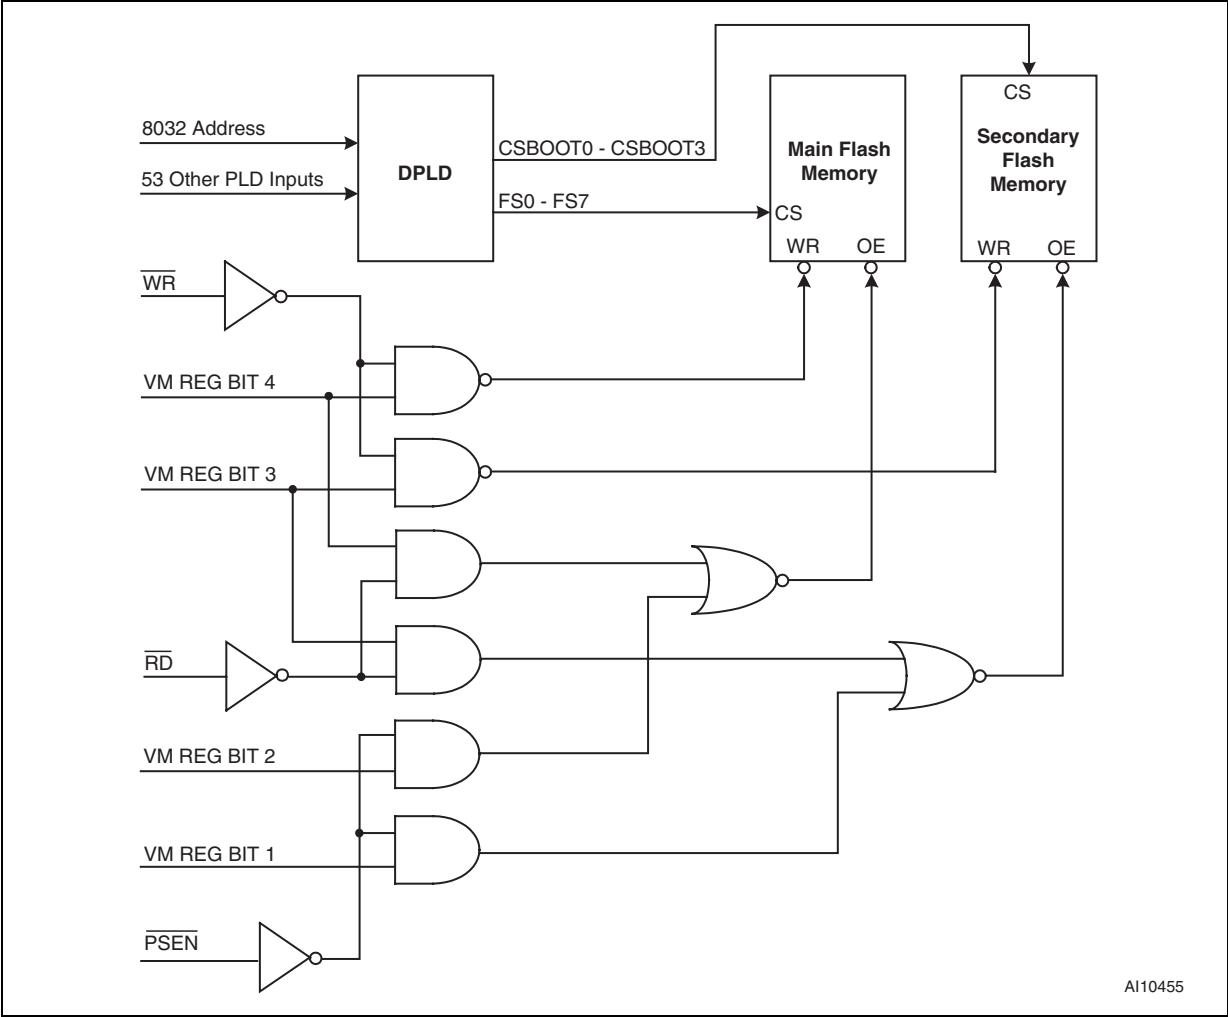 CS
8032 Address
CSBOOT0 - CSBOOT3
DPLD
Main Flash
Memory
Secondary
Flash
Memory
53 Other PLD Inputs
FS0 - FS7
CS
WR OE
WR OE
WR
VM REG BIT 4
VM REG BIT 3
RD
VM REG BIT 2
VM REG BIT 1
PSEN
AI10455